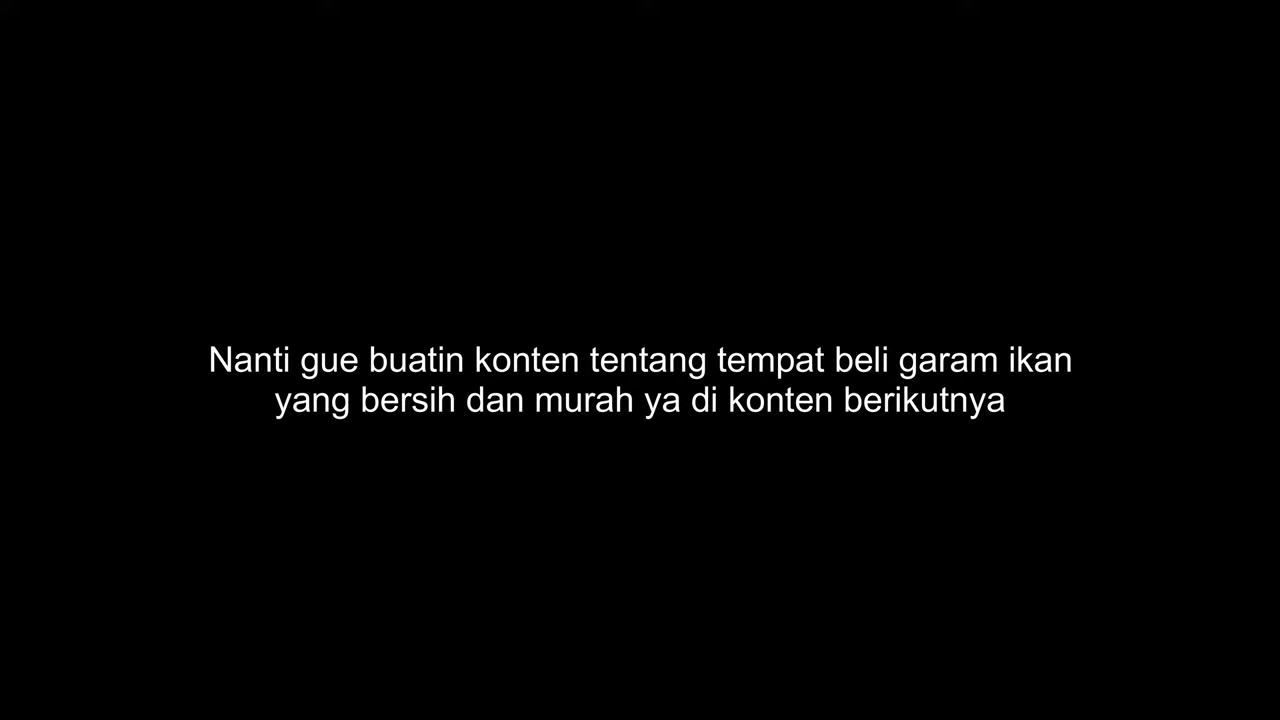 Nanti gue buatin konten tentang tempat beli garam ikan
yang bersih dan murah ya di konten berikutnya